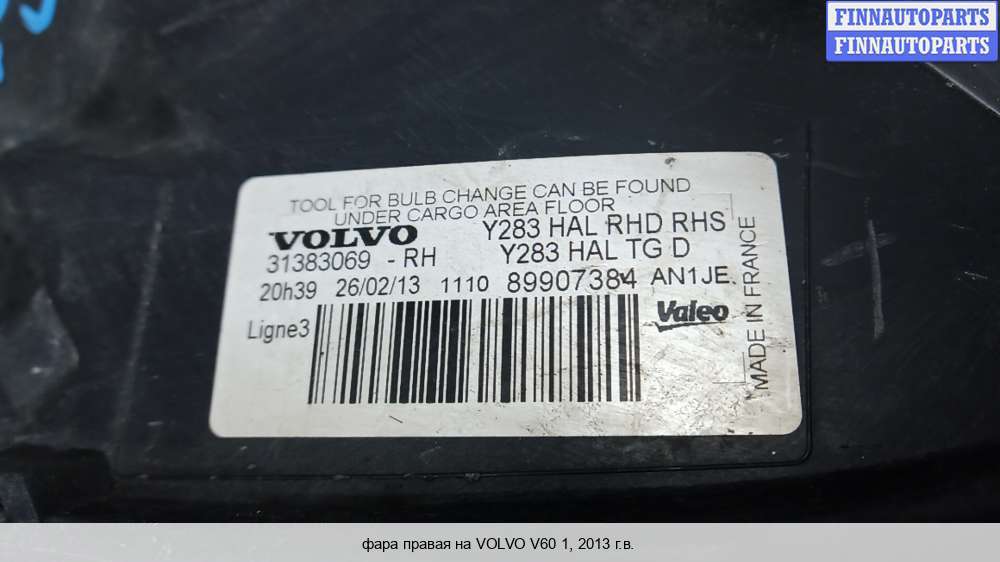 FINNAUTOPARTS
FINNAUTOPARTS
TOOL FOR BULB CHANGE CAN BE FOUND
UNDER CARGO AREA FLOOR
VOLVO Y283 HAL RHD RHS
31383069 - RH Y283 HAL TG D
20h39 26/02/13 1110 89907384 AN1JE.
Ligne3 Valeo
MADE IN FRANCE
фара правая на VOLVO V60 1, 2013 г.в.